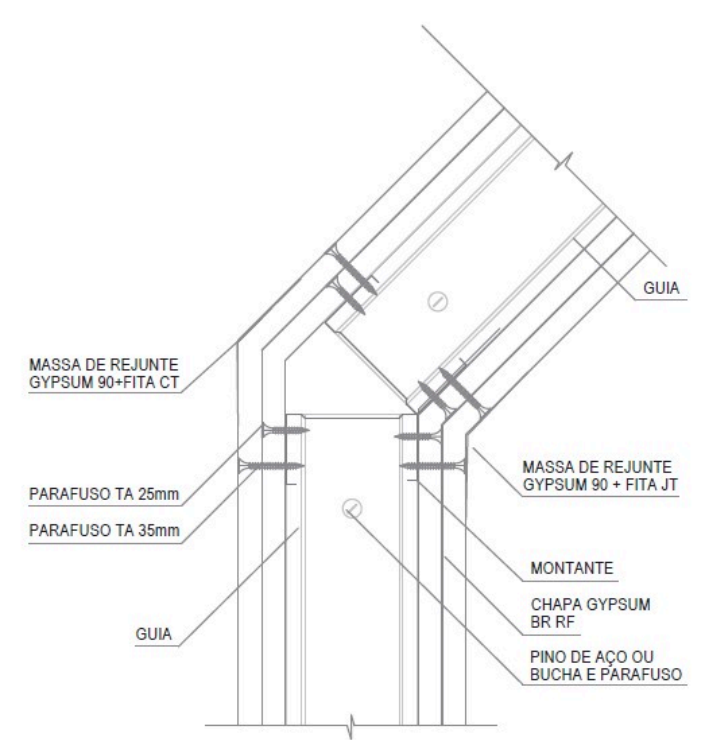 GUIA
MASSA DE REJUNTE
GYPSUM 90+FITA CT
MASSA DE REJUNTE
GYPSUM 90 + FITA JT
PARAFUSO TA 25mm
PARAFUSO TA 35mm
MONTANTE
CHAPA GYPSUM
BR RF
GUIA
PINO DE AÇO OU
BUCHA E PARAFUSO